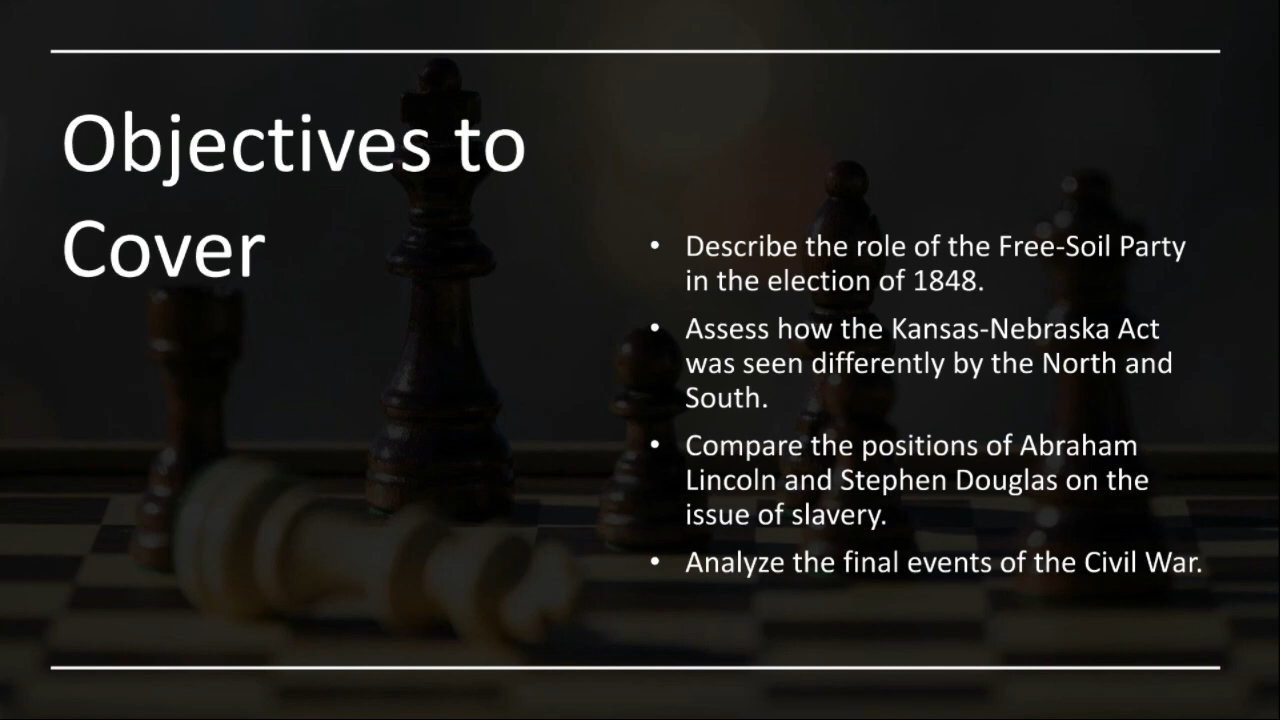 Objectives to
Cover
• Describe the role of the Free-Soil Party
in the election of 1848.
• Assess how the Kansas-Nebraska Act
was seen differently by the North and
South.
• Compare the positions of Abraham
Lincoln and Stephen Douglas on the
issue of slavery.
• Analyze the final events of the Civil War.